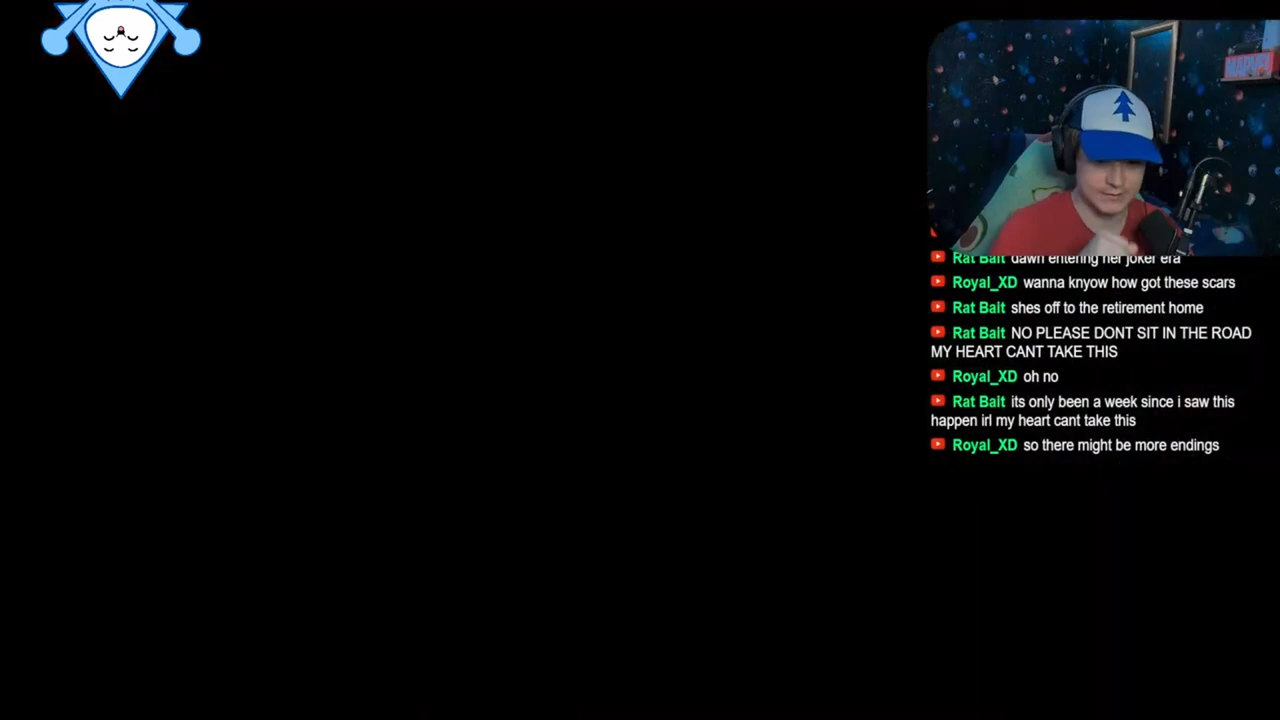 MARVEL
Rat Bait dawn entering her joker era
Royal_XD wanna knyow how got these scars
Rat Bait shes off to the retirement home
Rat Bait NO PLEASE DONT SIT IN THE ROAD
MY HEART CANT TAKE THIS
Royal_XD oh no
Rat Bait its only been a week since i saw this
happen irl my heart cant take this
Royal_XD so there might be more endings